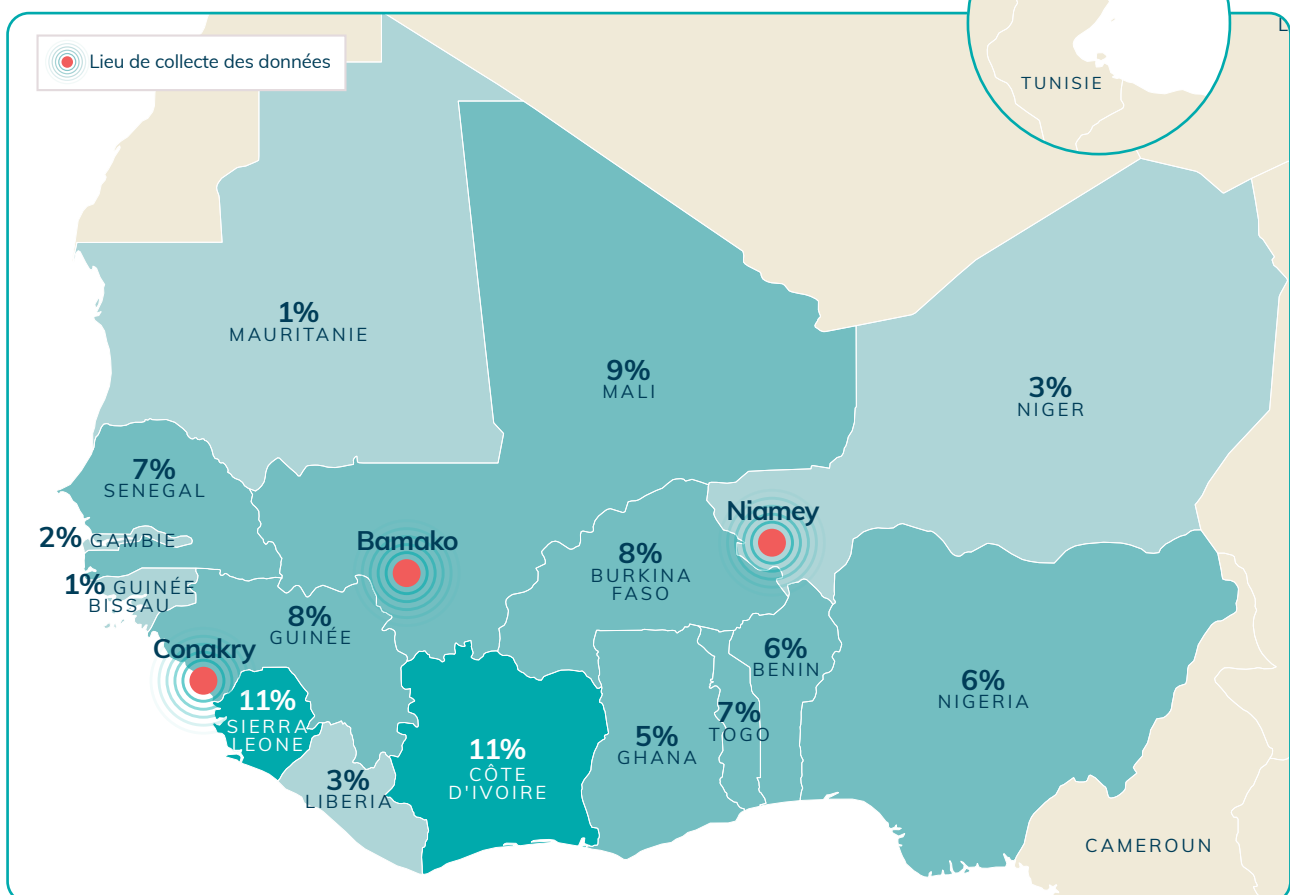 Lieu de collecte des données
L
TUNISIE
1%
MAURITANIE
9%
MALI
3%
NIGER
7%
SENEGAL
Niamey
2% GAMBIE
Bamako
8%
BURKINA
FASO
1% GUINÉE
BISSAU
8%
GUINÉE
Conakry
6%
BENIN
11%
SIERRA
LEONE
6%
NIGERIA
7%
TOGO
5%
GHANA
11%
CÔTE
D'IVOIRE
3%
LIBERIA
CAMEROUN